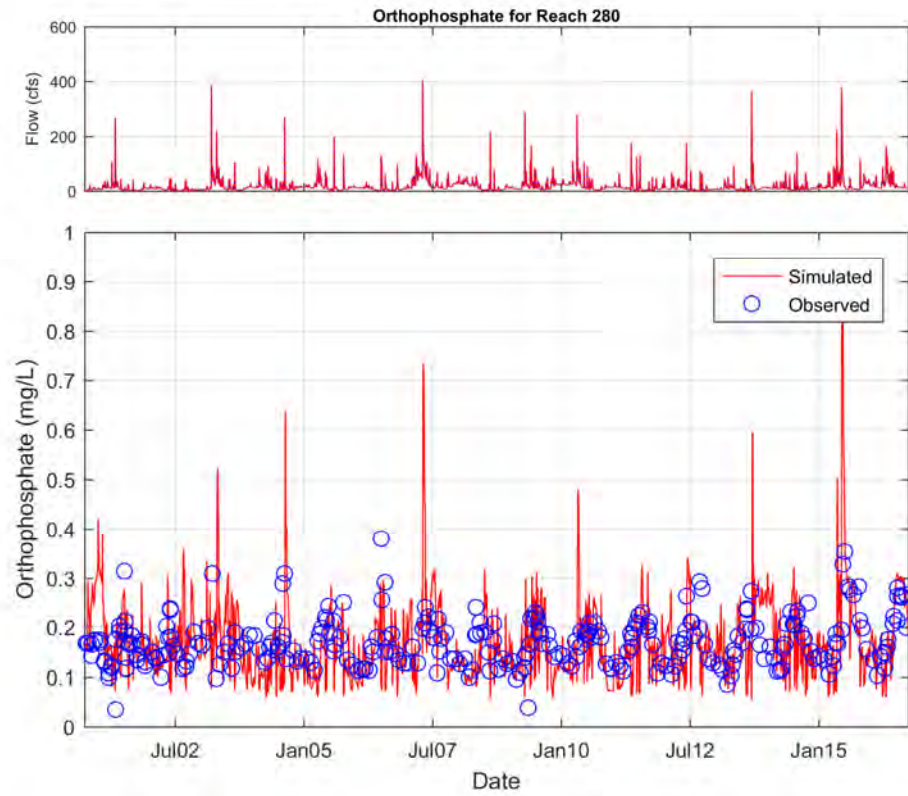 Orthophosphate for Reach 280
600
400
200
0
Flow (cfs)
1
0.9
0.8
0.7
0.6
0.5
0.4
0.3
0.2
0.1
0
Orthophosphate (mg/L)
Simulated
Observed
Jul02 Jan05 Jul07 Jan10 Jul12 Jan15
Date